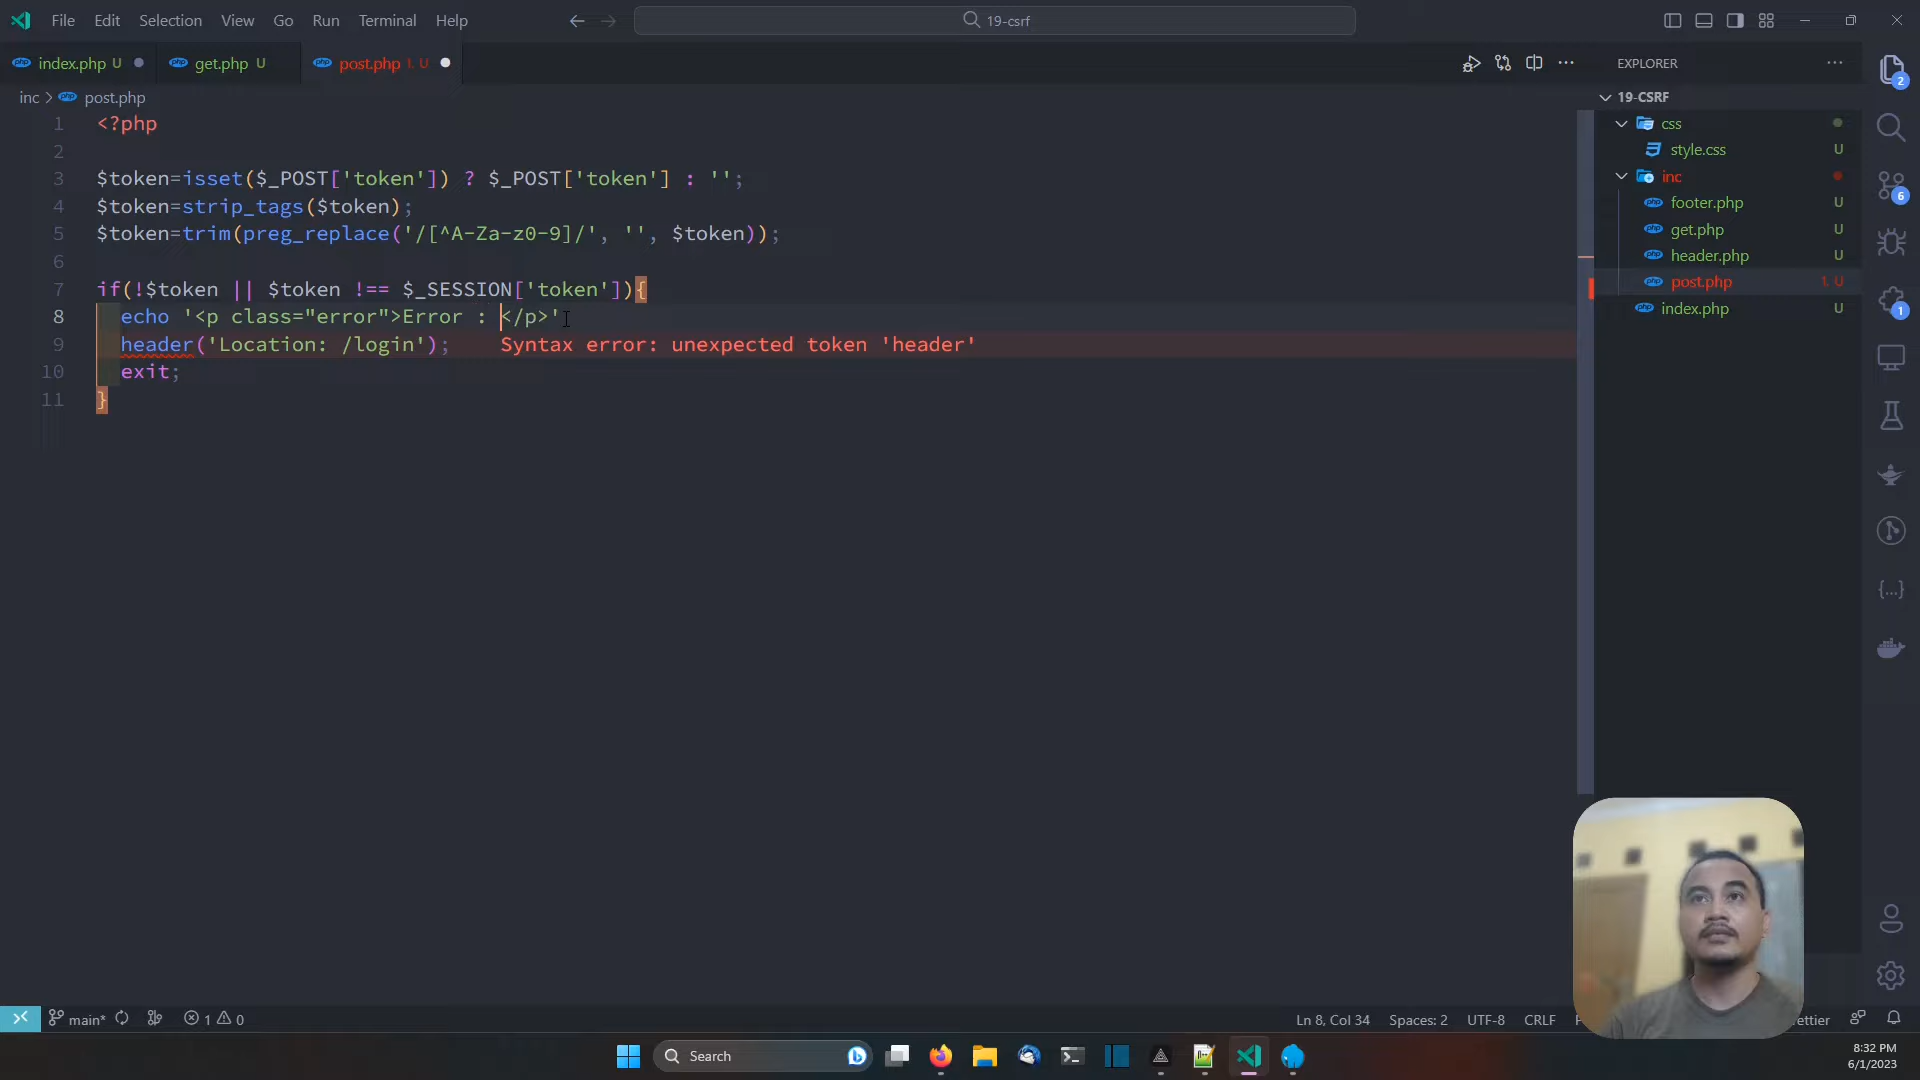 File Edit Selection View Go Run Terminal Help
19-csrf
index.php U
get.php U
post.php 1, U
EXPLORER
inc > post.php
19-CSRF
1 <?php
2
3 $token=isset($_POST['token']) ? $_POST['token'] : '';
4 $token=strip_tags($token);
5 $token=trim(preg_replace('/[^A-Za-z0-9]/', '', $token));
6
7 if(!$token || $token !== $_SESSION['token']){
8 echo '<p class="error">Error : </p>'
9 header('Location: /login'); Syntax error: unexpected token 'header'
10 exit;
11 }
css
style.css U
inc
footer.php U
get.php U
header.php U
post.php 1, U
index.php U
2
6
1
1
main*
1 0
Ln 8, Col 34
Spaces: 2
UTF-8
CRLF
Search
8:32 PM
6/1/2023